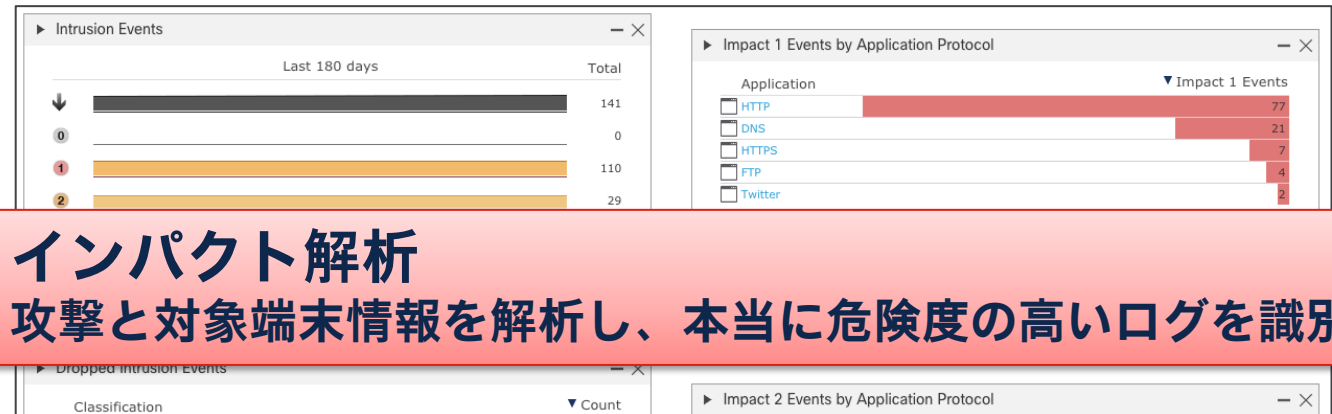 Intrusion Events
Last 180 days Total
141
0 0
1 110
2 29
Impact 1 Events by Application Protocol
Application Impact 1 Events
HTTP 77
DNS 21
HTTPS 7
FTP 4
Twitter 2
インパクト解析
攻撃と対象端末情報を解析し、本当に危険度の高いログを識別
Dropped Intrusion Events
Classification Count
Impact 2 Events by Application Protocol